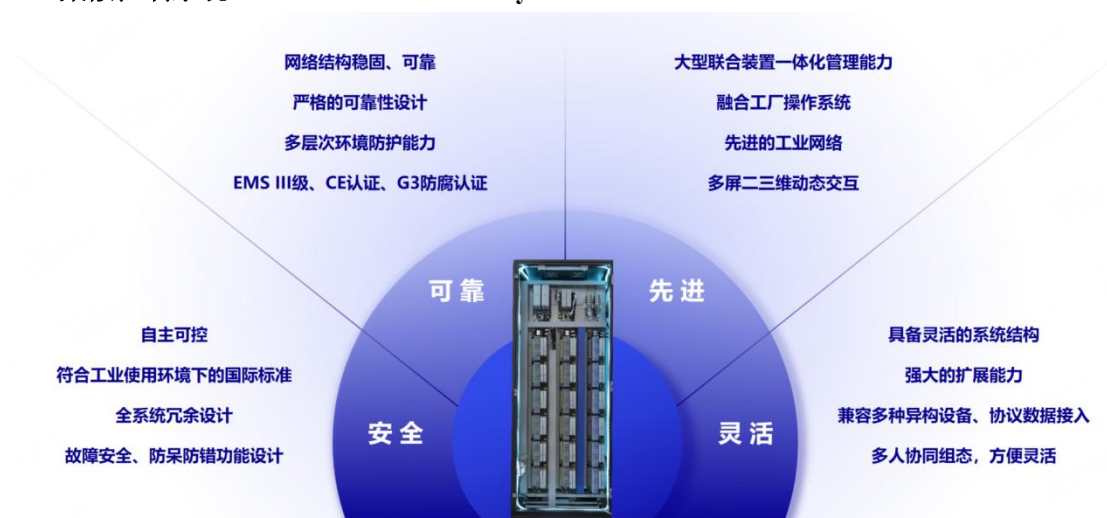 网络结构稳固、可靠
严格的可靠性设计
多层次环境防护能力
EMS III级、CE认证、G3防腐认证
大型联合装置一体化管理能力
融合工厂操作系统
先进的工业网络
多屏二三维动态交互
可靠
先进
自主可控
符合工业使用环境下的国际标准
全系统冗余设计
故障安全、防呆防错功能设计
安全
灵活
具备灵活的系统结构
强大的扩展能力
兼容多种异构设备、协议数据接入
多人协同组态，方便灵活